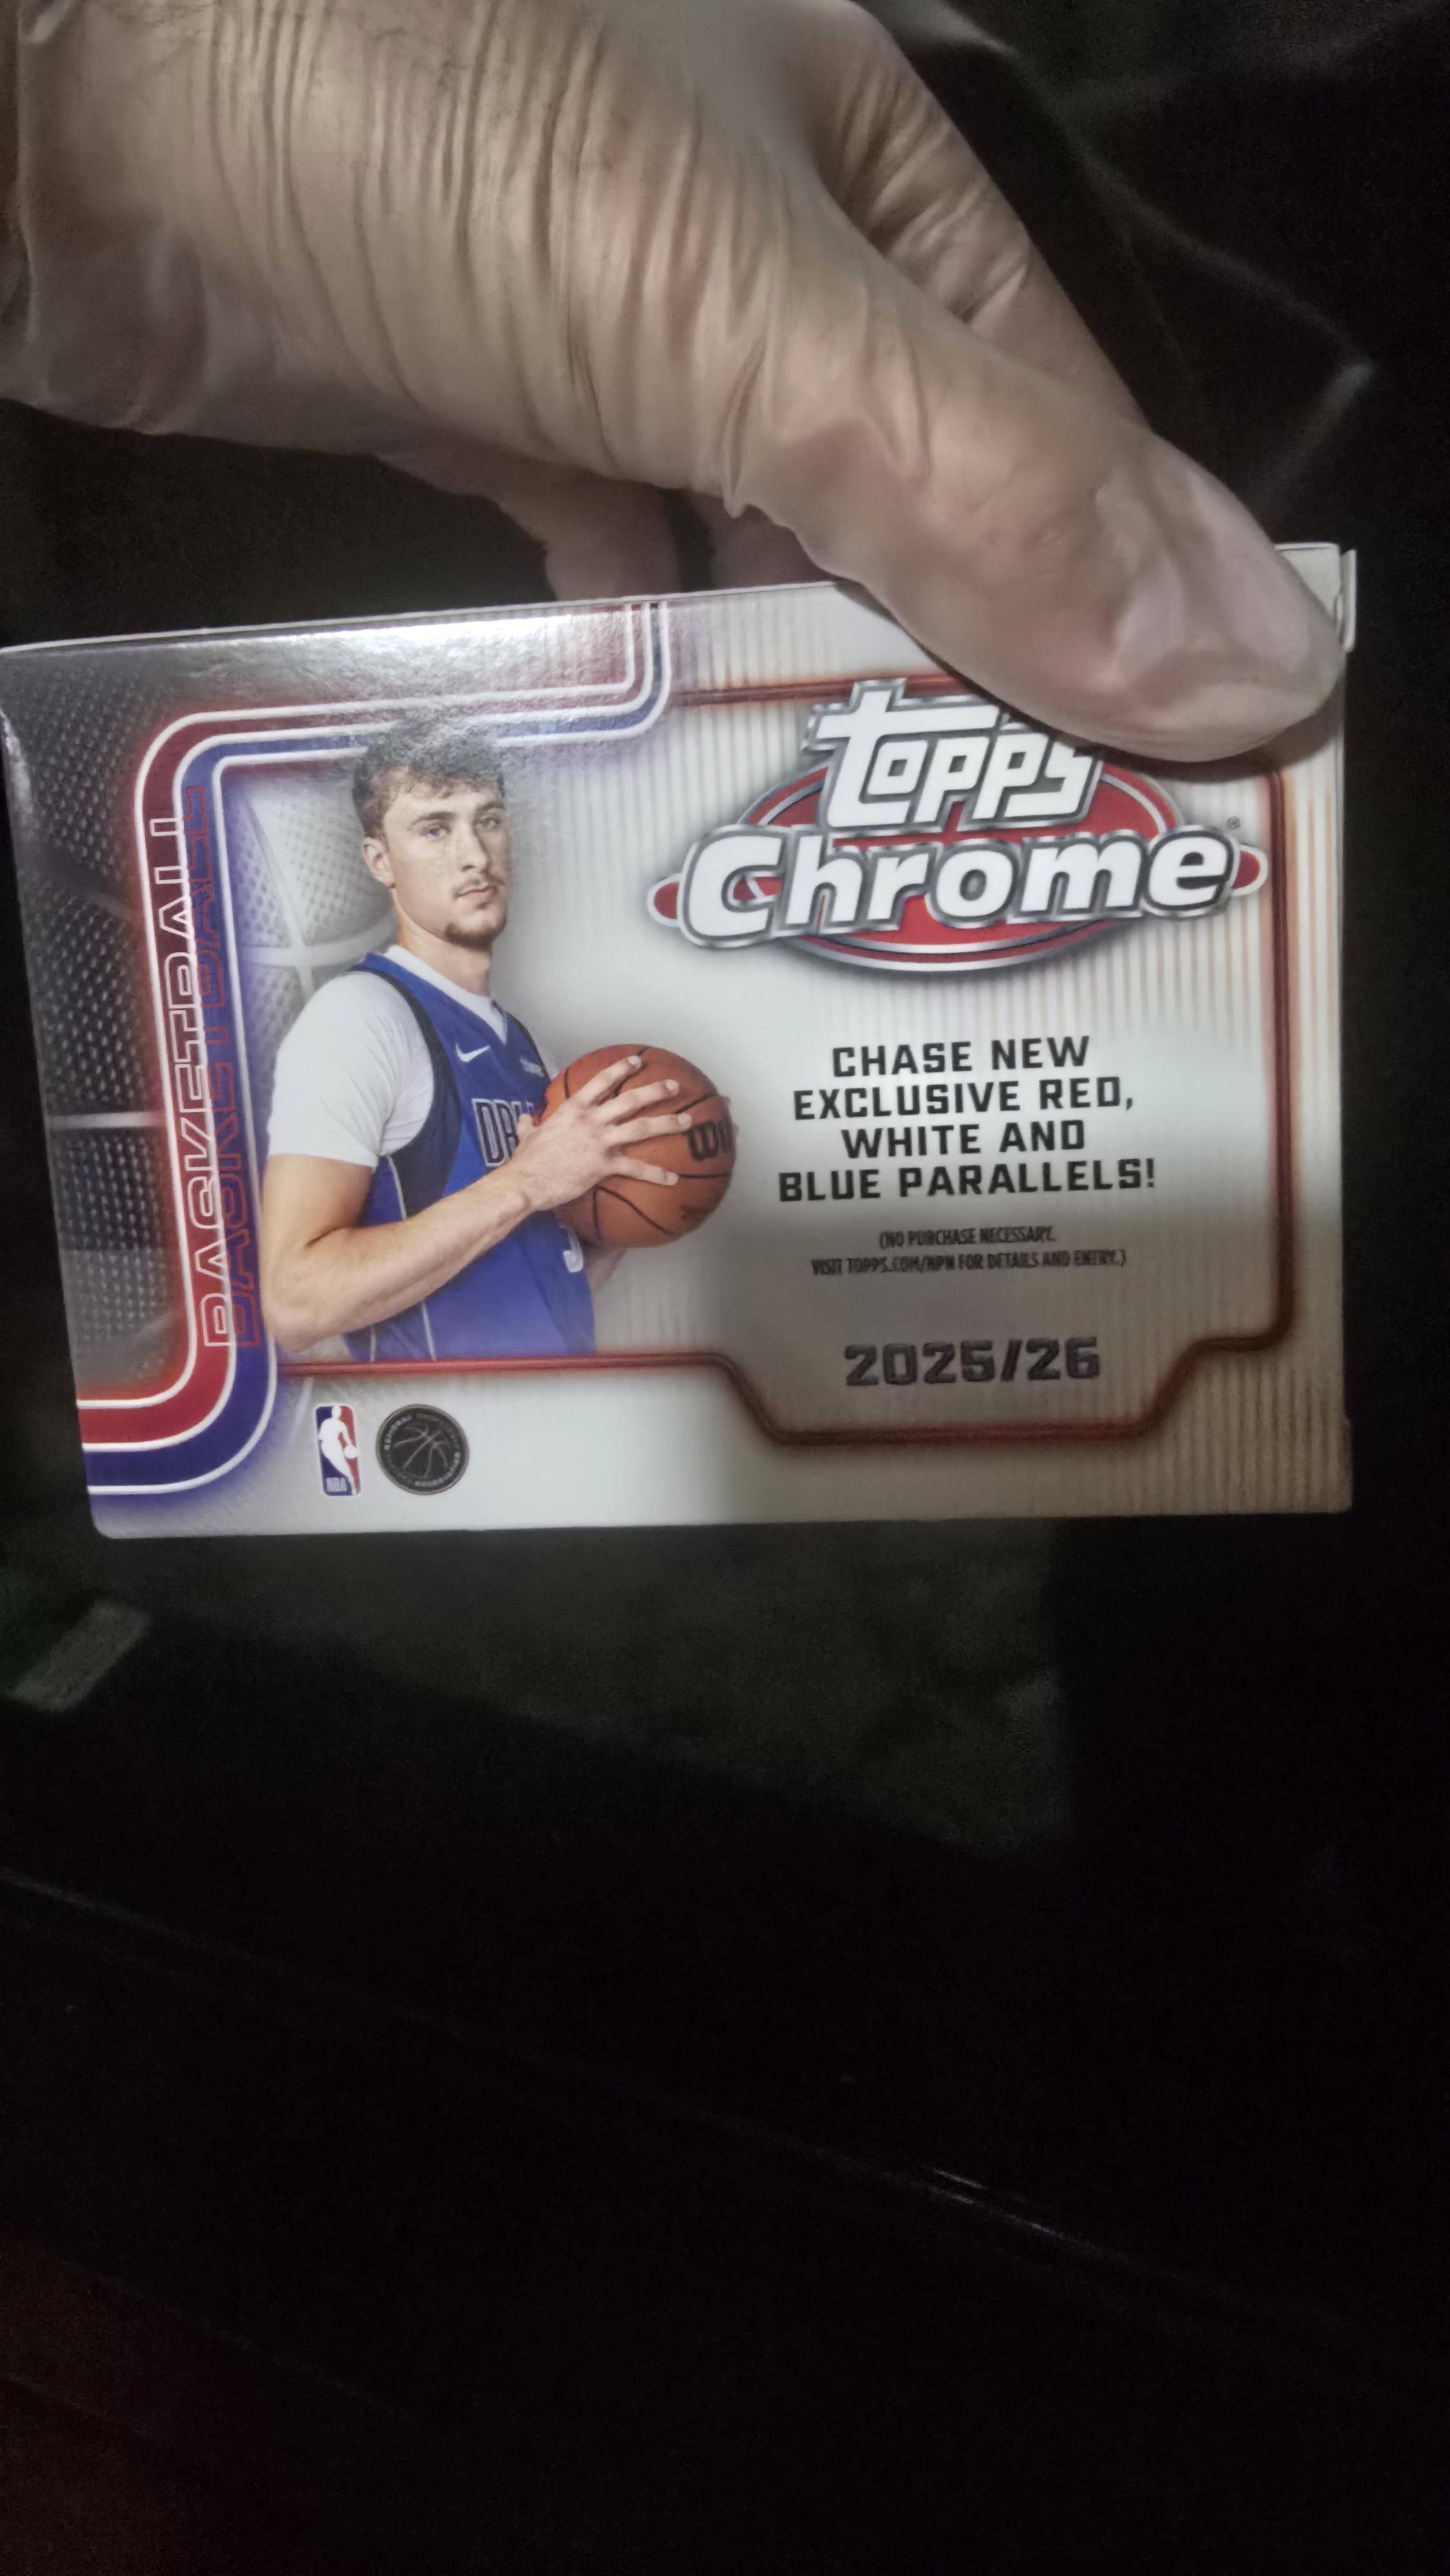 topps
Chrome
®
BASKETBALL
CHASE NEW
EXCLUSIVE RED,
WHITE AND
BLUE PARALLELS!
(NO PURCHASE NECESSARY.
VISIT TOPPS.COM/NPN FOR DETAILS AND ENTRY.)
2025/26
NBA